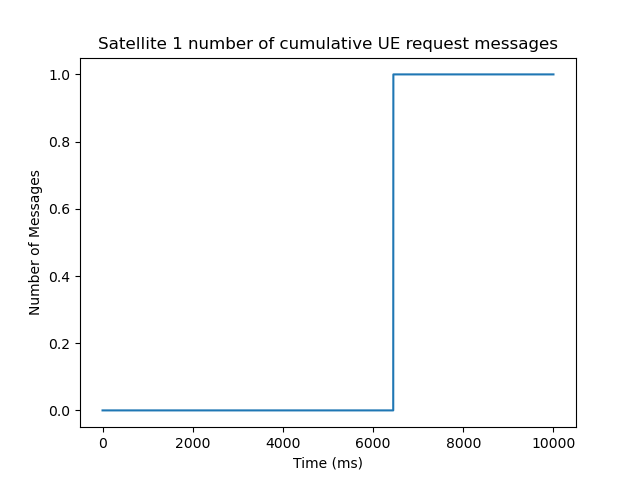 Satellite 1 number of cumulative UE request messages
1.0
0.8
0.6
0.4
0.2
0.0
Number of Messages
0 2000 4000 6000 8000 10000
Time (ms)